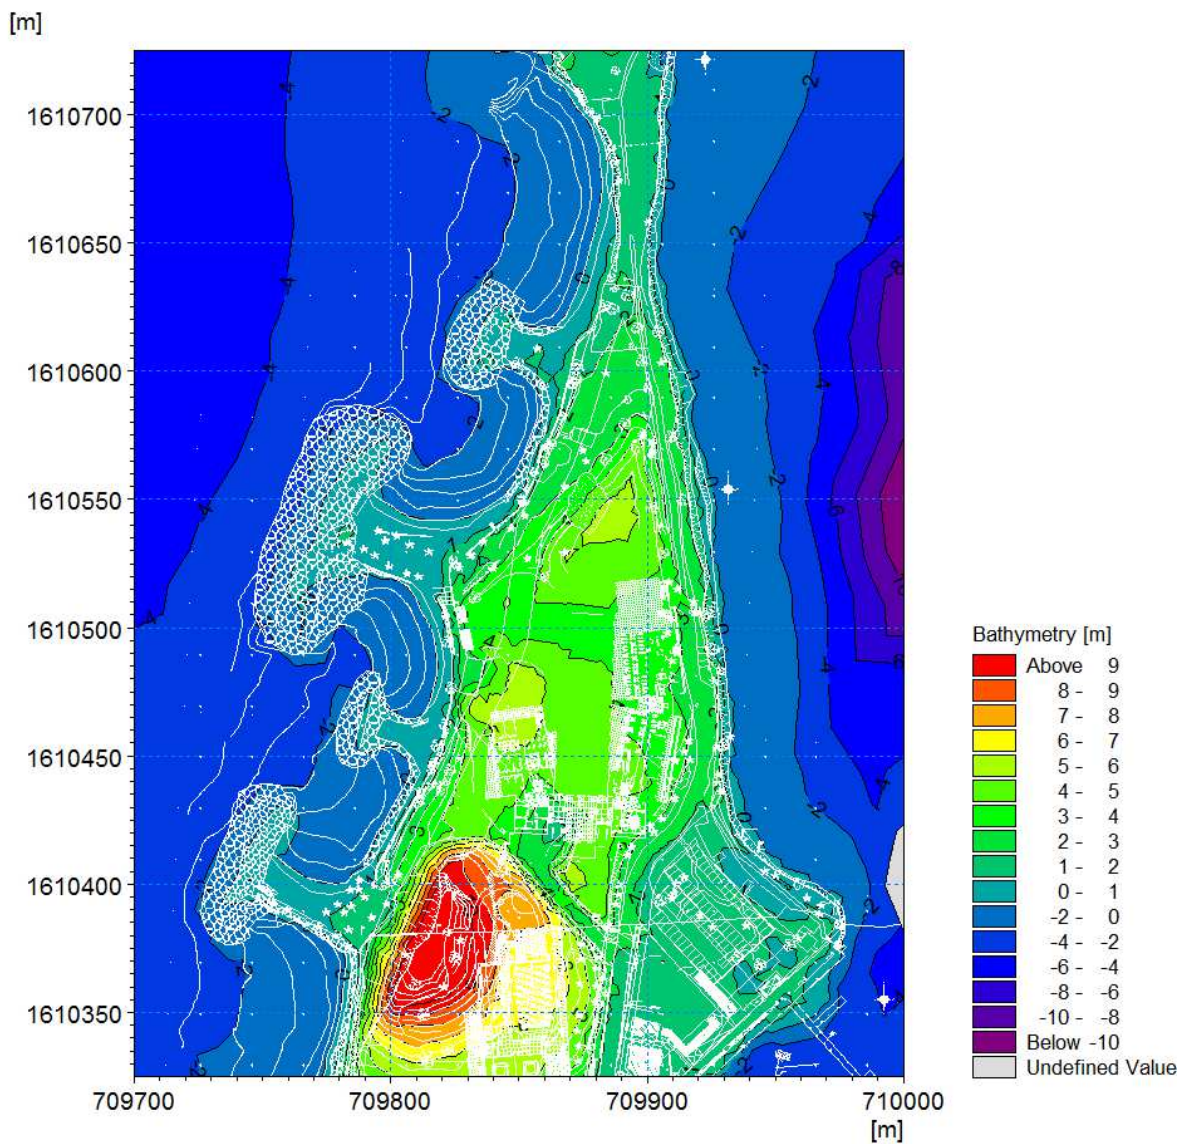 [m]
1610700
1610650
1610600
1610550
1610500
1610450
1610400
1610350
709700 709800 709900 710000
[m]
Bathymetry [m]
Above 9
8 - 9
7 - 8
6 - 7
5 - 6
4 - 5
3 - 4
2 - 3
1 - 2
0 - 1
-2 - 0
-4 - -2
-6 - -4
-8 - -6
-10 - -8
Below -10
Undefined Value